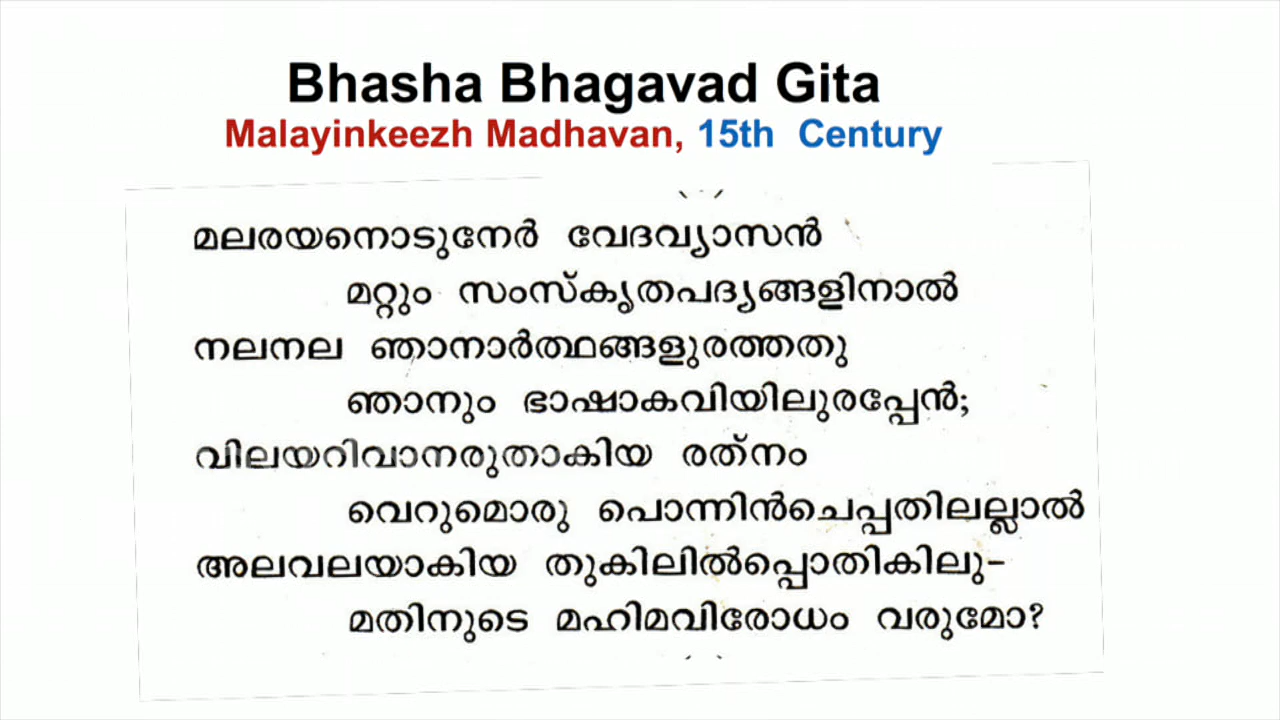 Bhasha Bhagavad Gita
Malayinkeezh Madhavan, 15th Century
മലരയനൊടുനേർ വേദവ്യാസൻ
മറ്റും സംസ്കൃതപദ്യങ്ങളിനാൽ
നലനല ഞാനാർത്ഥങ്ങളുരത്തതു
ഞാനും ഭാഷാകവിയിലുരപ്പേൻ;
വിലയറിവാനരുതാകിയ രത്നം
വെറുമൊരു പൊന്നിൻചെപ്പതിലല്ലാൽ
അലവലയാകിയ തുകിലിൽപ്പൊതികിലു–
മതിനുടെ മഹിമവിരോധം വരുമോ?